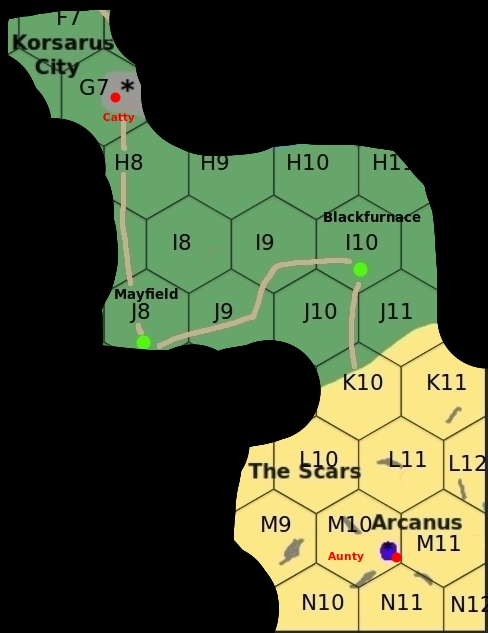 F7
Korsarus
City
G7 *
Catty
H8 H9 H10 H11
Blackfurnace
I8 I9 I10
Mayfield
J8 J9 J10 J11
K10 K11
L10 L11 L12
The Scars
M9 M10 Arcanus M11
Aunty
N10 N11 N12